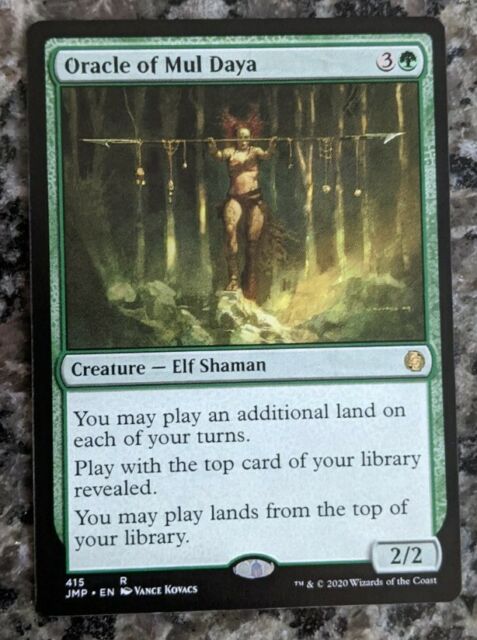 Oracle of Mul Daya 3
Creature — Elf Shaman
You may play an additional land on
each of your turns.
Play with the top card of your library
revealed.
You may play lands from the top of
your library.
2/2
415 R
JMP • EN Vance Kovacs
™ & © 2020 Wizards of the Coast